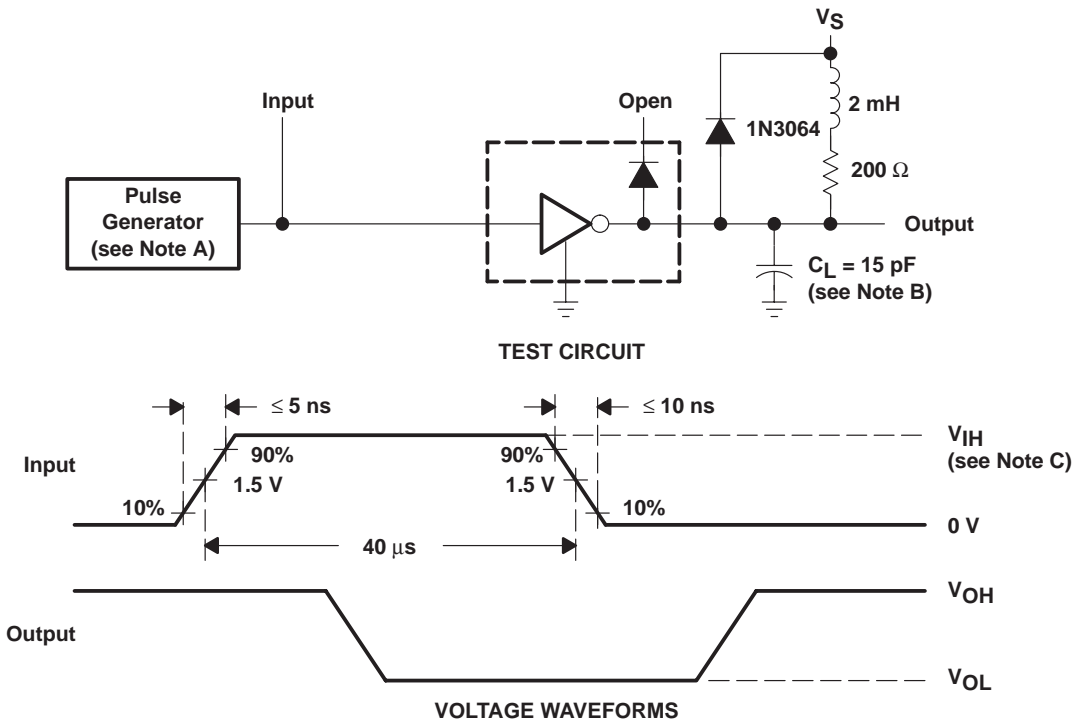 VS
Input
Open
2 mH
1N3064
200 Ω
Pulse
Generator
(see Note A)
Output
CL = 15 pF
(see Note B)
TEST CIRCUIT
≤ 5 ns
≤ 10 ns
Input
90%
90%
VIH
(see Note C)
1.5 V
1.5 V
10%
10%
0 V
40 μs
VOH
Output
VOL
VOLTAGE WAVEFORMS